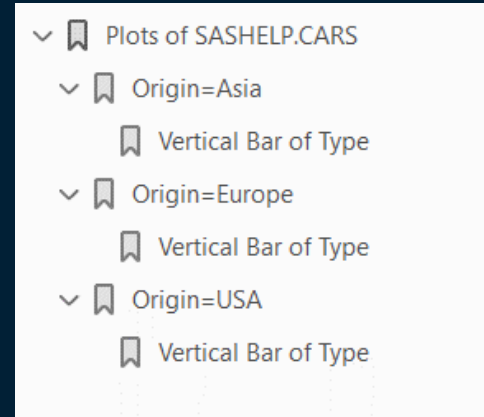 Plots of SASHELP.CARS
Origin=Asia
Vertical Bar of Type
Origin=Europe
Vertical Bar of Type
Origin=USA
Vertical Bar of Type